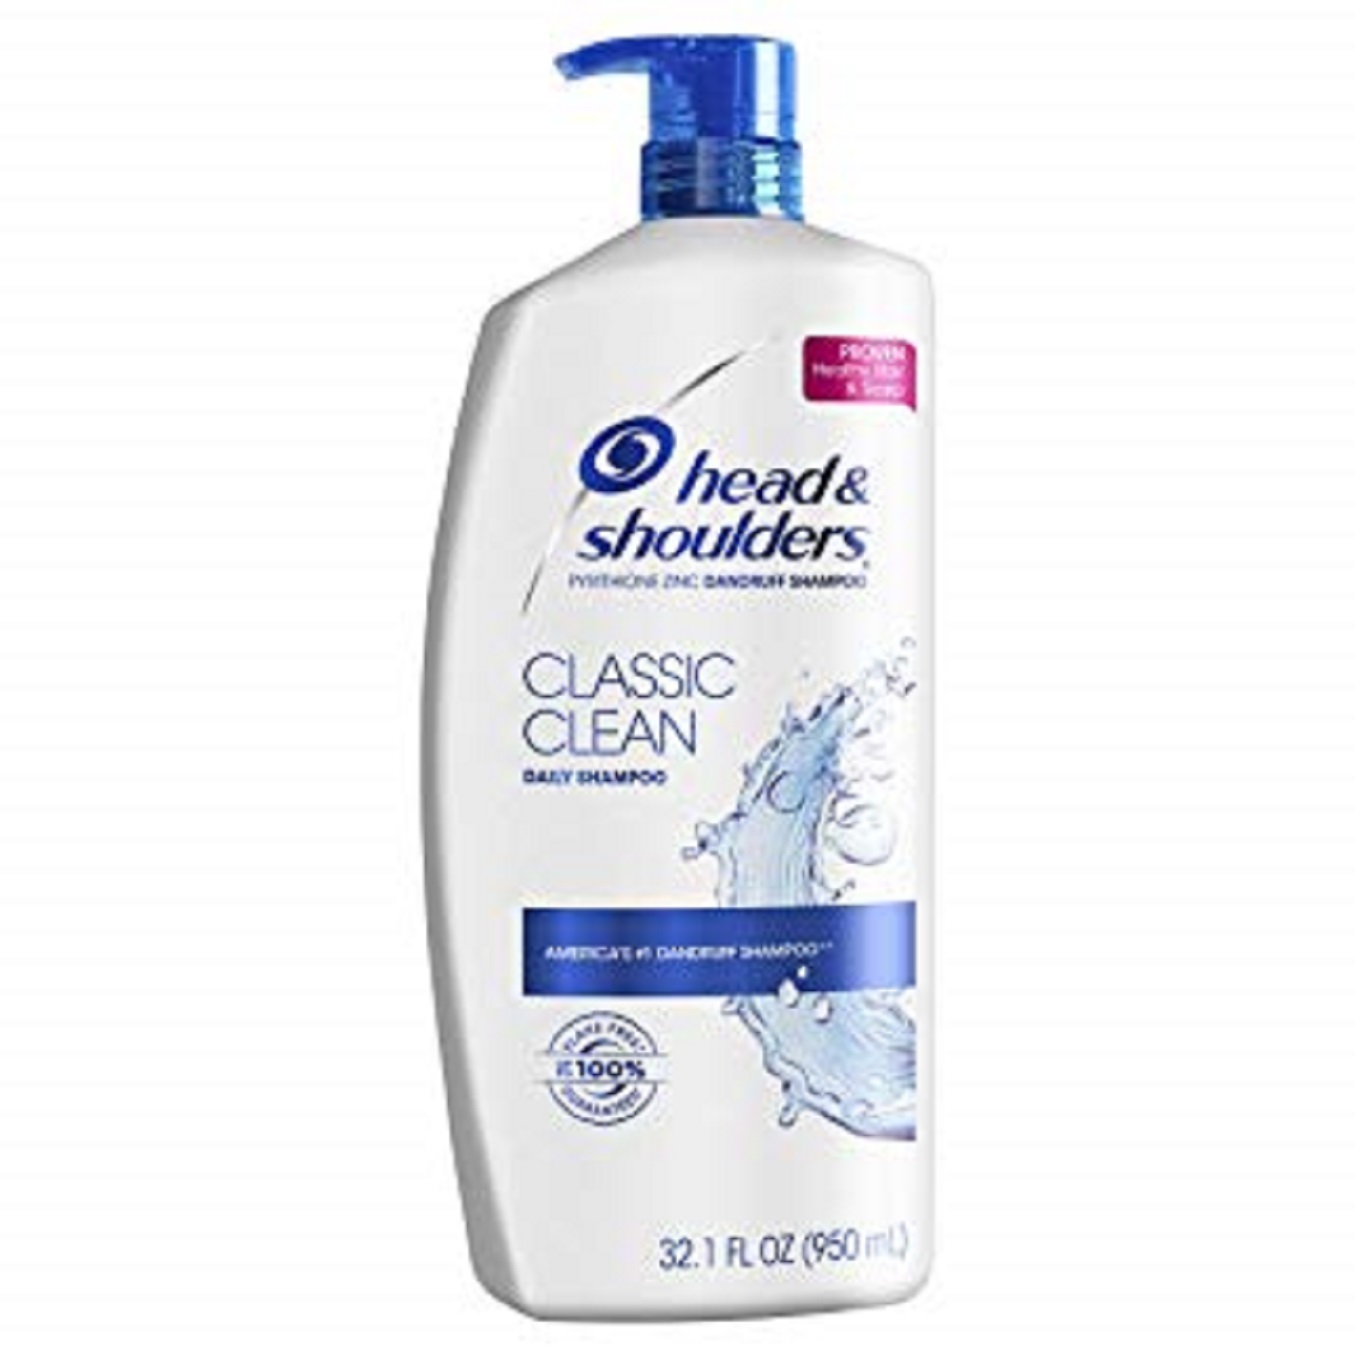 PROVEN
Healthy Hair
& Scalp
head &
shoulders
PYRITHIONE ZINC DANDRUFF SHAMPOO
CLASSIC
CLEAN
DAILY SHAMPOO
AMERICA'S #1 DANDRUFF SHAMPOO**
FLAKE FREE*
100%
GUARANTEED
32.1 FL OZ (950 mL)